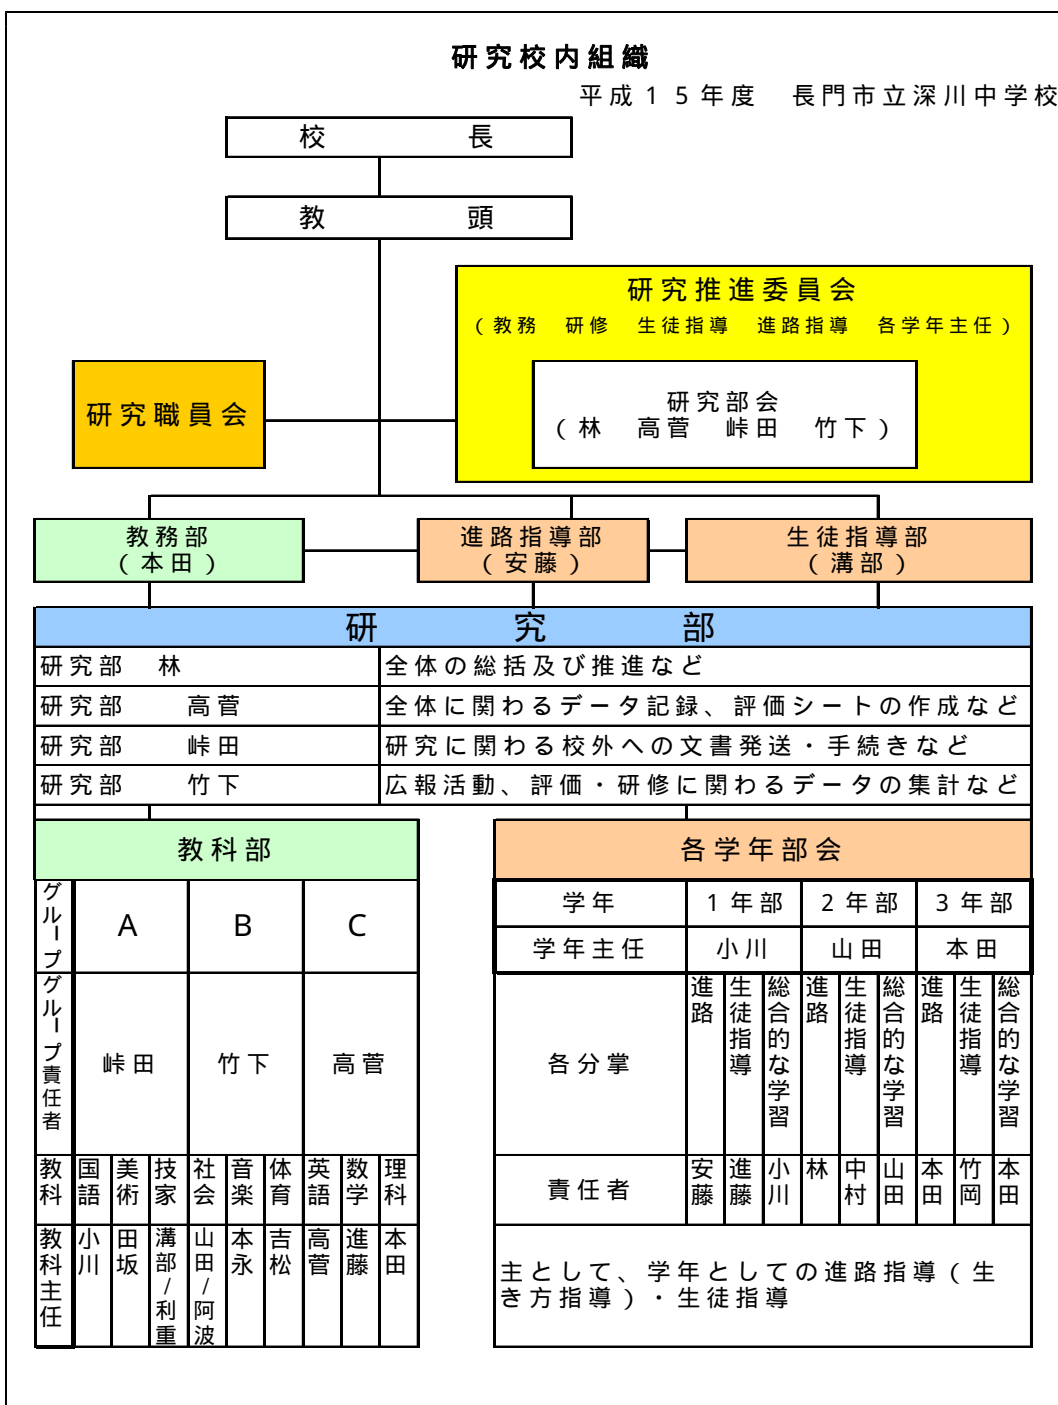 研究校内組織
平成１５年度　長門市立深川中学校
校　長
教　頭
研究推進委員会
（教務　研修　生徒指導　進路指導　各学年主任）
研究職員会
研究部会
（林　高菅　峠田　竹下）
教務部
（本田）
進路指導部
（安藤）
生徒指導部
（溝部）
研　究　部
研究部　林　全体の総括及び推進など
研究部　高菅　全体に関わるデータ記録、評価シートの作成など
研究部　峠田　研究に関わる校外への文書発送・手続きなど
研究部　竹下　広報活動、評価・研修に関わるデータの集計など
教科部
グループ　A　B　C
グループ責任者　峠田　竹下　高菅
教科　国語　美術　技家　社会　音楽　体育　英語　数学　理科
教科主任　小川　田坂　溝部/利重　山田/阿波　本永　吉松　高菅　進藤　本田
各学年部会
学年　1年部　2年部　3年部
学年主任　小川　山田　本田
各分掌　進路　生徒指導　総合的な学習　進路　生徒指導　総合的な学習　進路　生徒指導　総合的な学習
責任者　安藤　進藤　小川　林　中村　山田　本田　竹岡　本田
主として、学年としての進路指導（生
き方指導）・生徒指導